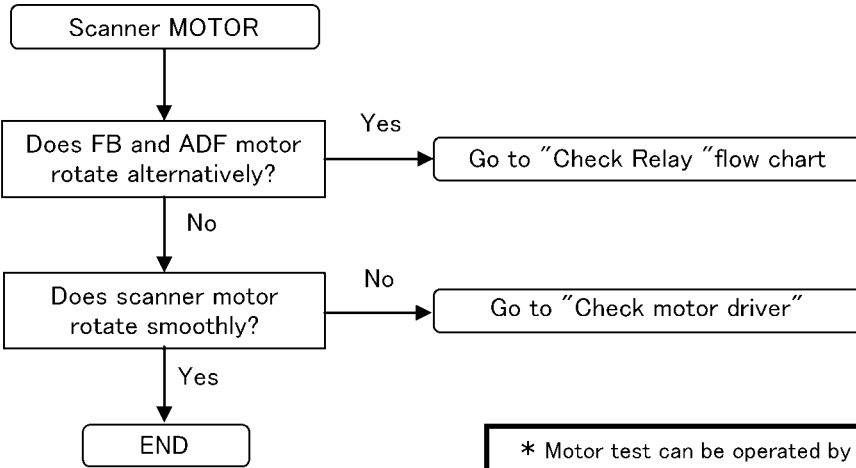 Scanner MOTOR
Does FB and ADF motor
rotate alternatively?
Yes
Go to "Check Relay "flow chart
No
Does scanner motor
rotate smoothly?
No
Go to "Check motor driver"
Yes
END
* Motor test can be operated by